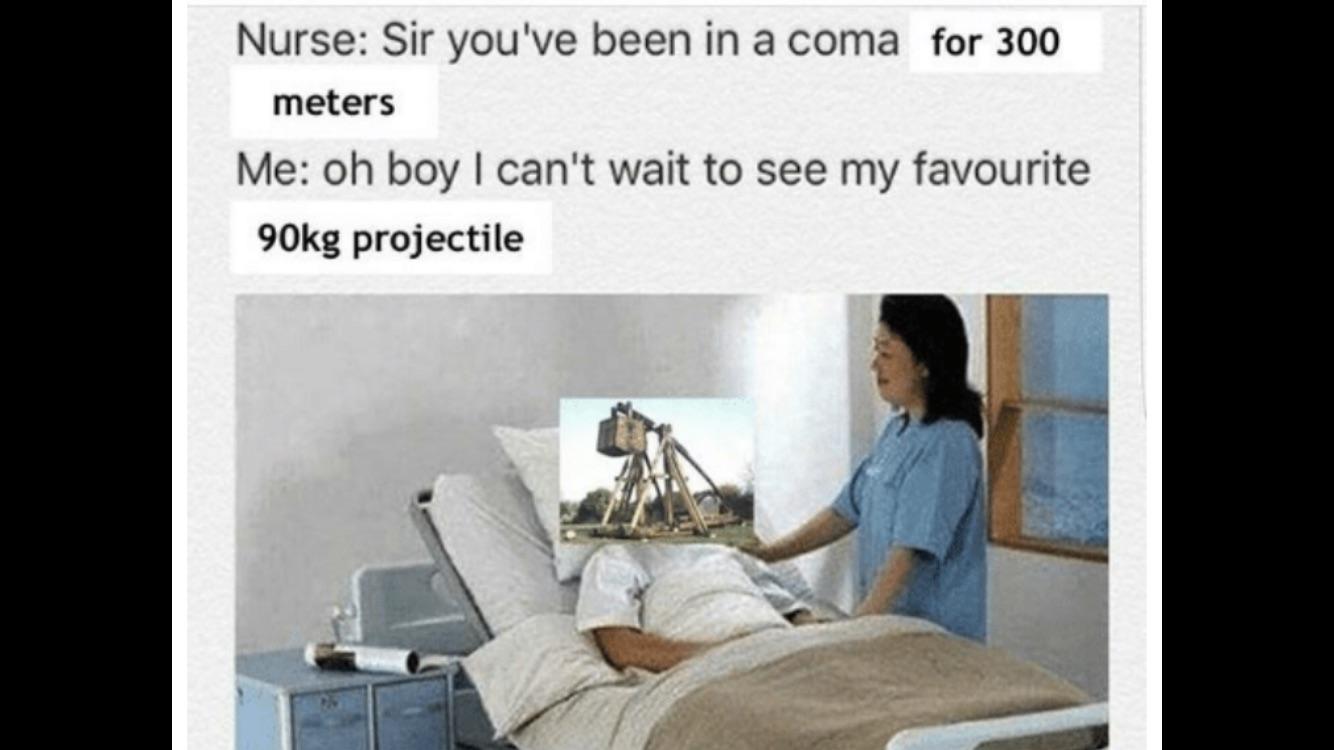 Nurse: Sir you've been in a coma for 300
meters
Me: oh boy I can't wait to see my favourite
90kg projectile